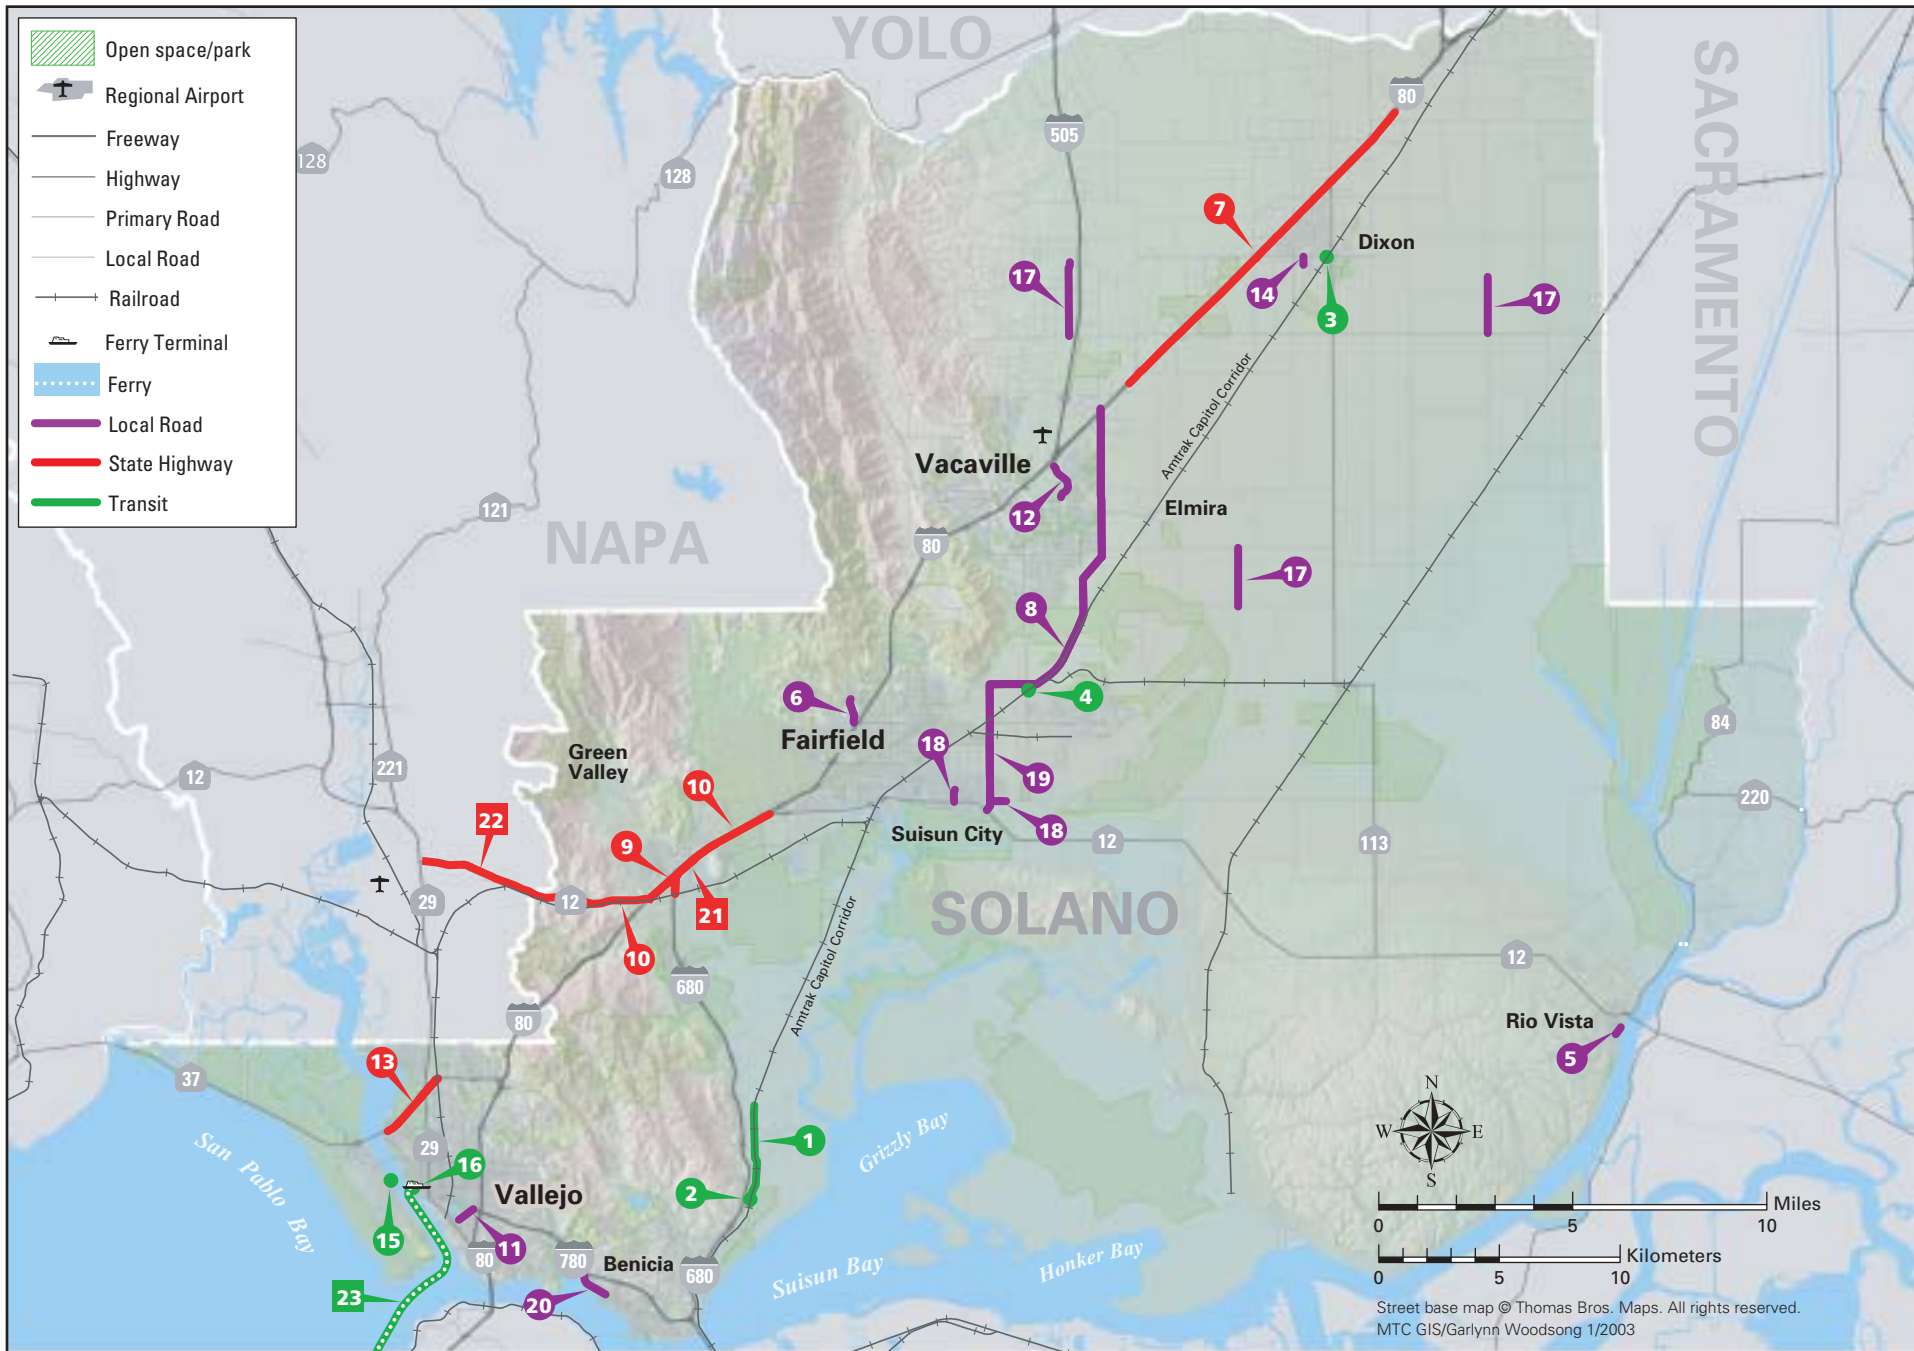 Open space/park
Regional Airport
Freeway
Highway
Primary Road
Local Road
Railroad
Ferry Terminal
Ferry
Local Road
State Highway
Transit
YOLO
SACRAMENTO
NAPA
SOLANO
128
128
505
80
7
Dixon
17
14
3
17
Amtrak Capitol Corridor
Vacaville
12
Elmira
121
80
17
8
6
4
Fairfield
Green
Valley
18
19
18
Suisun City
12
221
10
22
9
84
220
12
113
29
12
21
10
Amtrak Capitol Corridor
680
12
80
Rio Vista
5
13
37
29
16
Vallejo
1
2
15
11
80
780
Benicia
680
20
23
San Pablo Bay
Grizzly Bay
Suisun Bay
Honker Bay
N
W
E
S
Miles
0
5
10
Kilometers
0
5
10
Street base map © Thomas Bros. Maps. All rights reserved.
MTC GIS/Garlynn Woodsong 1/2003